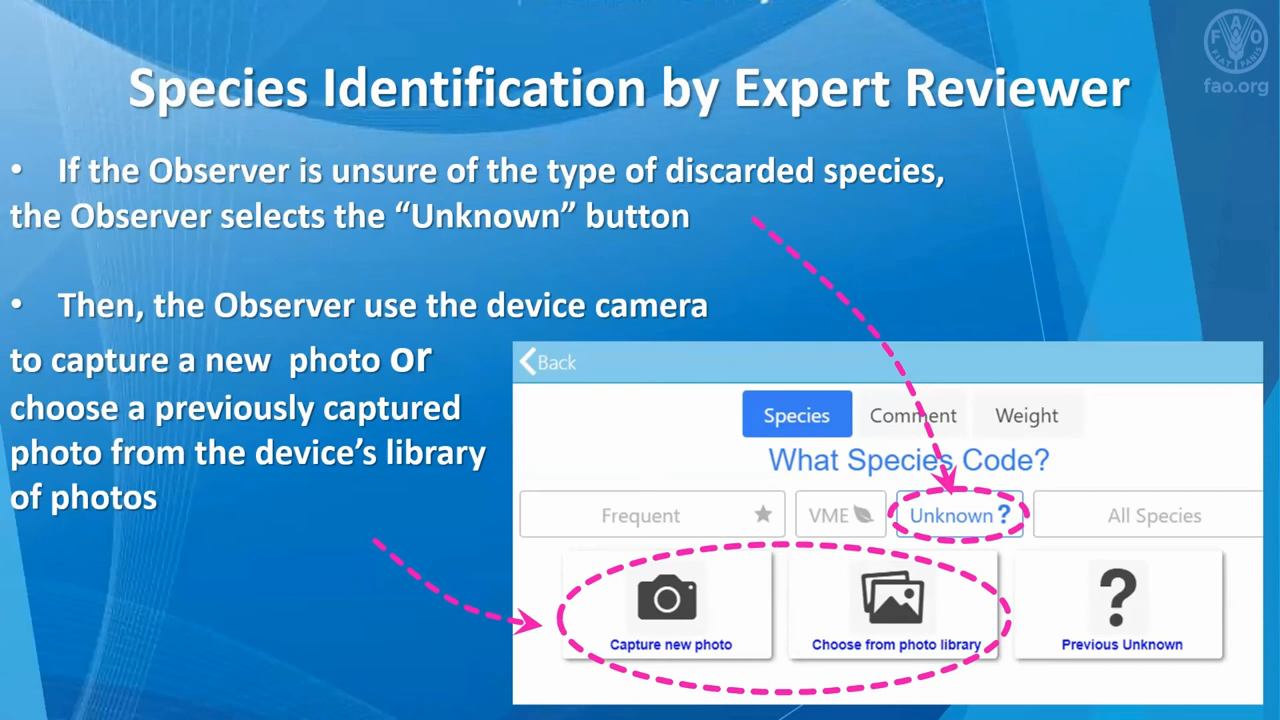 Species Identification by Expert Reviewer
• If the Observer is unsure of the type of discarded species,
the Observer selects the “Unknown” button
• Then, the Observer use the device camera
to capture a new photo or
choose a previously captured
photo from the device’s library
of photos
Back
Species Comment Weight
What Species Code?
Frequent VME Unknown ? All Species
?
Capture new photo Choose from photo library Previous Unknown
F A O
FIAT PANIS
fao.org